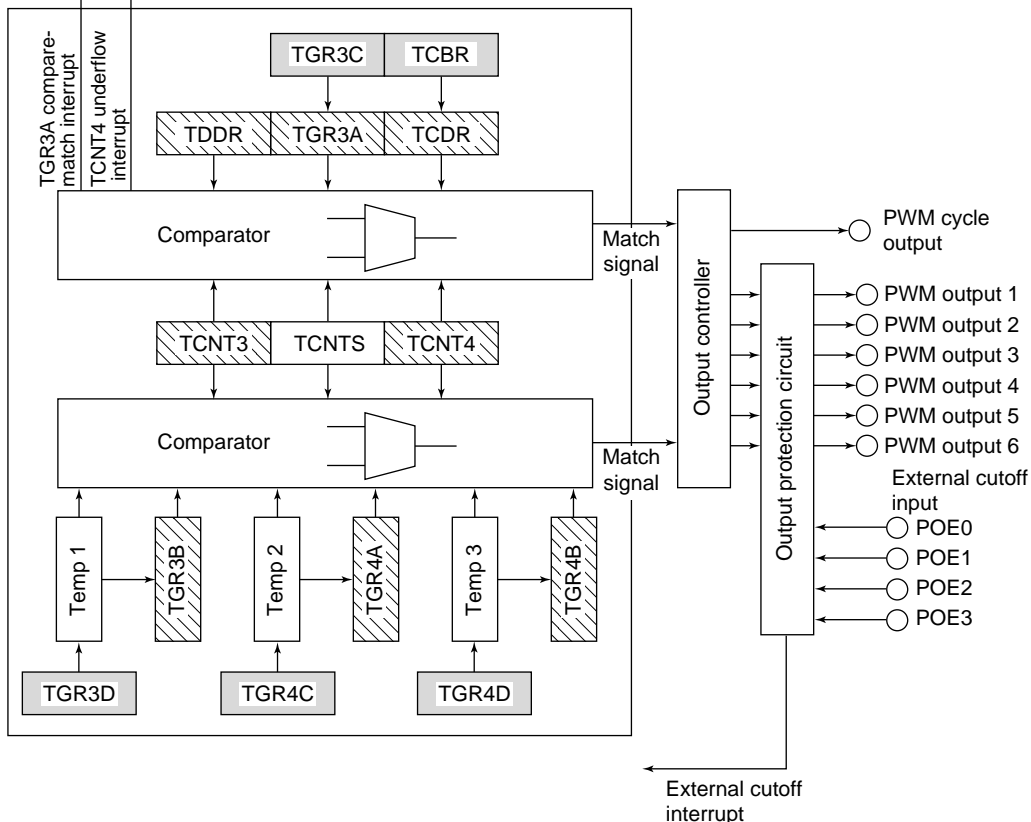 TGR3A compare-
match interrupt
TCNT4 underflow
interrupt
TGR3C
TCBR
TDDR
TGR3A
TCDR
Comparator
Match
signal
TCNT3
TCNTS
TCNT4
Comparator
Match
signal
Temp 1
TGR3B
Temp 2
TGR4A
Temp 3
TGR4B
TGR3D
TGR4C
TGR4D
Output controller
Output protection circuit
PWM cycle
output
PWM output 1
PWM output 2
PWM output 3
PWM output 4
PWM output 5
PWM output 6
External cutoff
input
POE0
POE1
POE2
POE3
External cutoff
interrupt